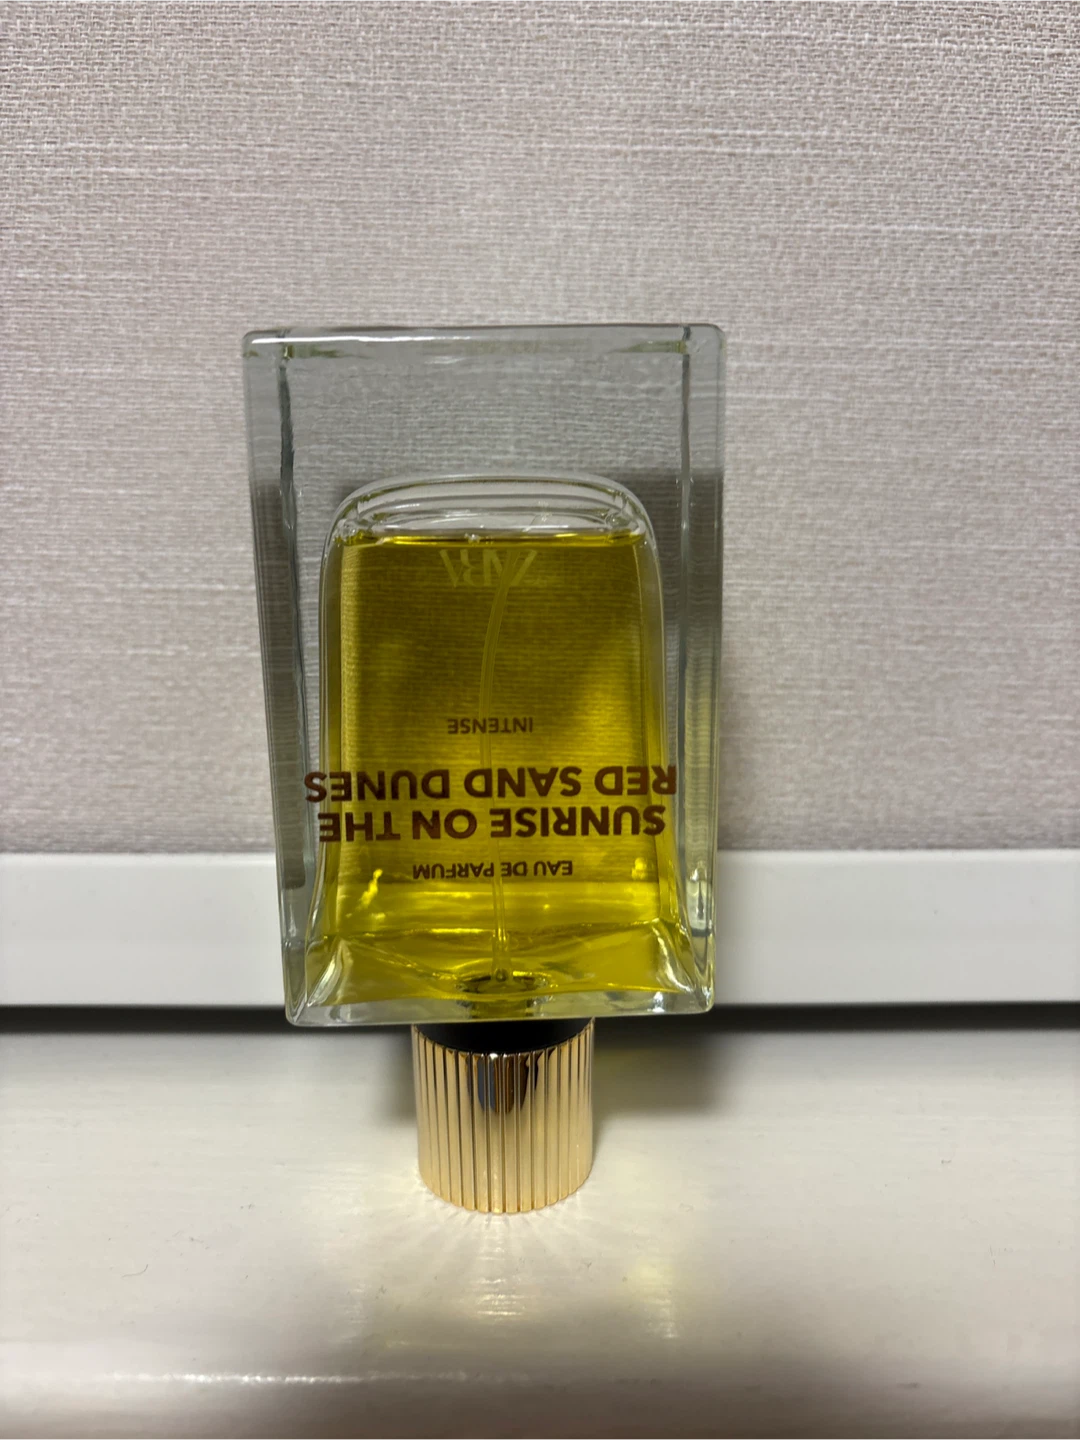 EAU DE PARFUM
SUNRISE ON THE
RED SAND DUNES
INTENSE
ZARA